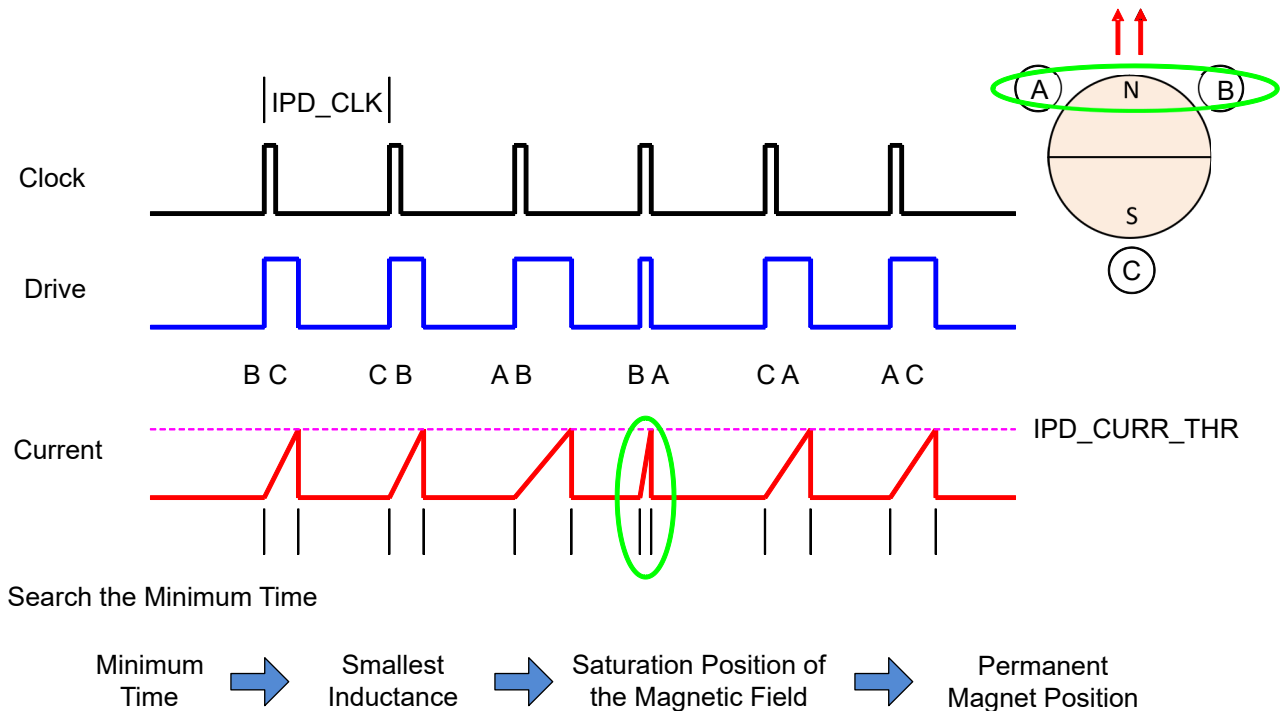 IPD_CLK
A
N
B
Clock
S
C
Drive
B C
C B
A B
B A
C A
A C
IPD_CURR_THR
Current
Search the Minimum Time
Minimum
Time
Smallest
Inductance
Saturation Position of
the Magnetic Field
Permanent
Magnet Position